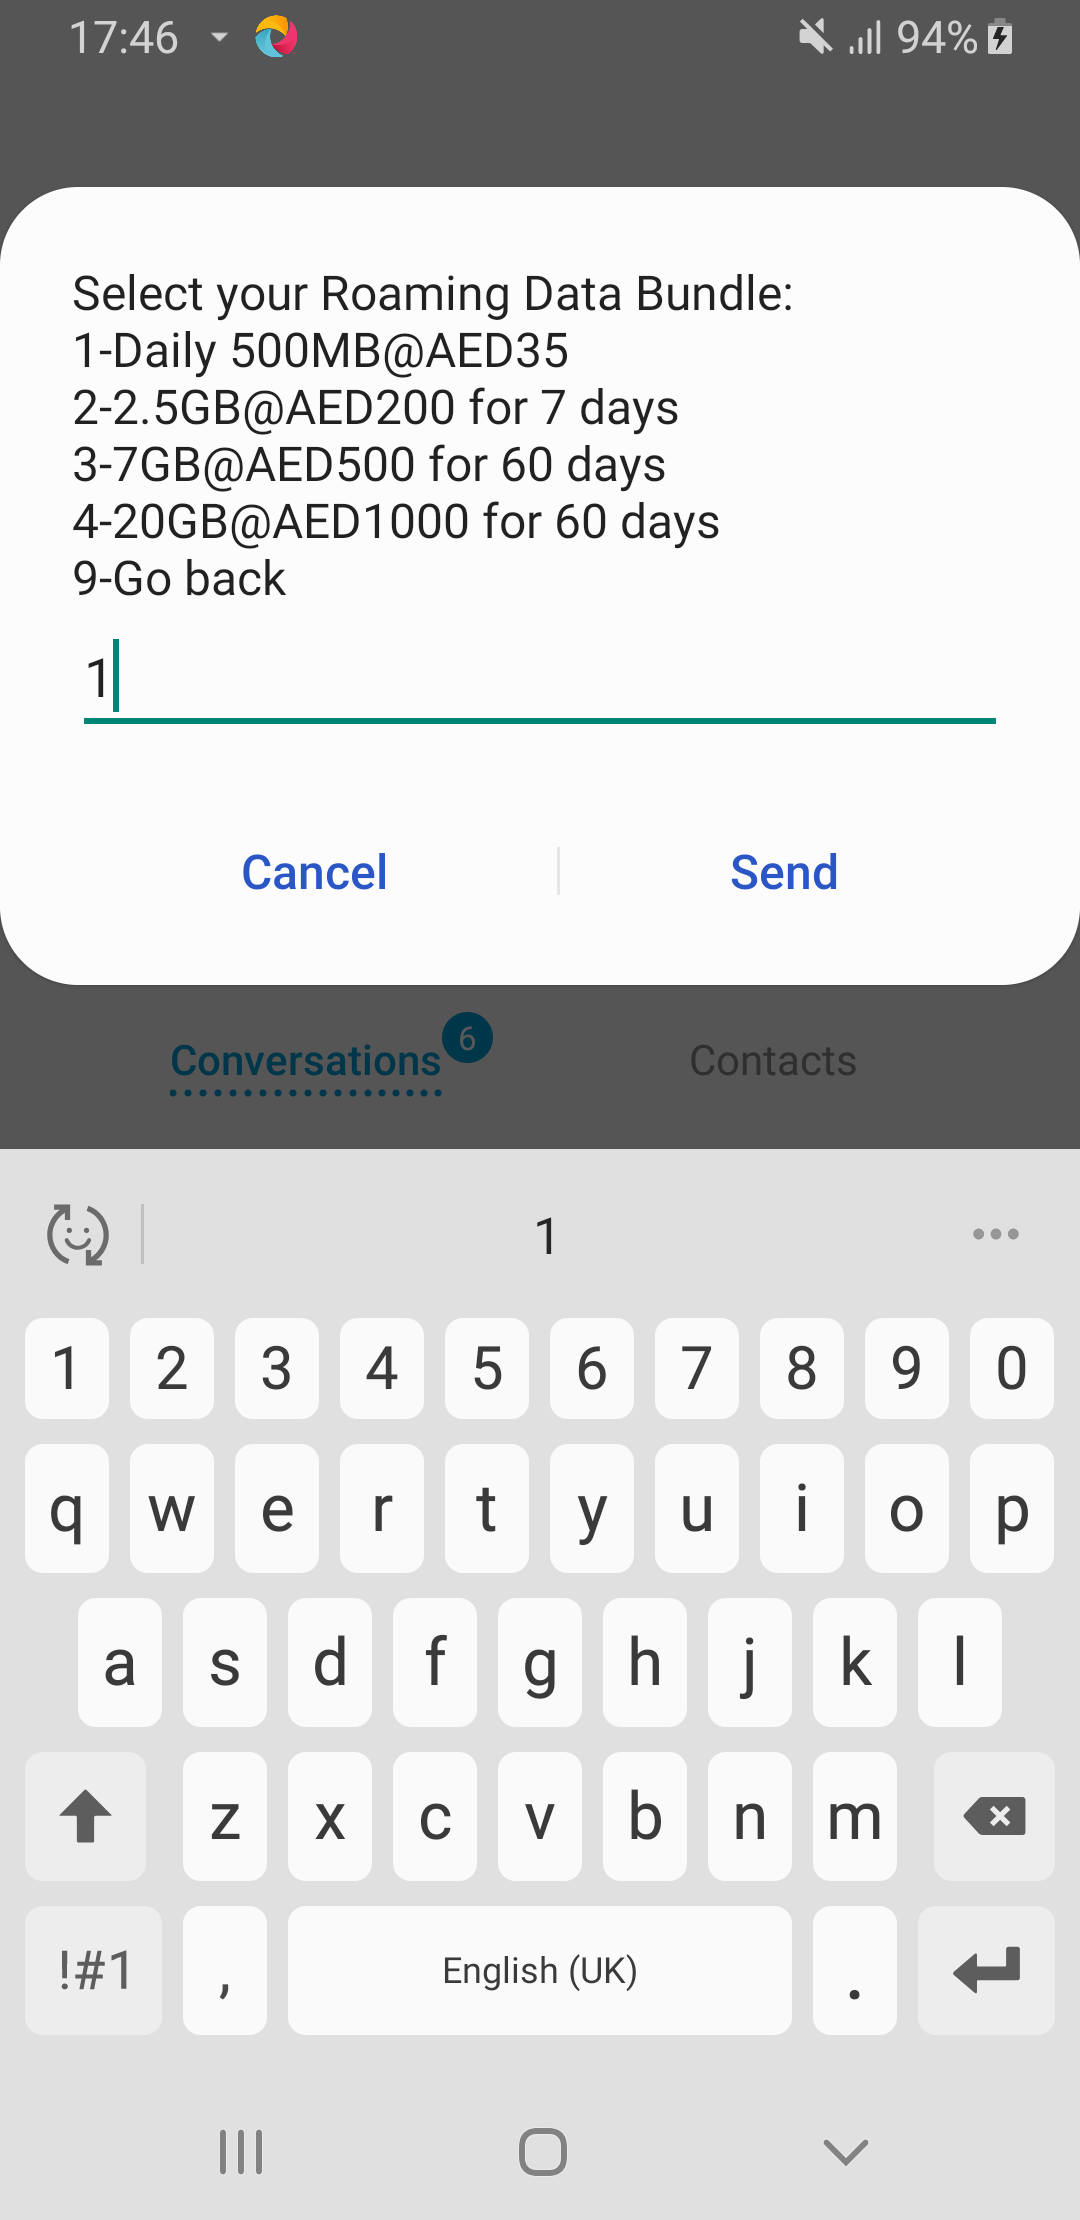 17:46
94%
Select your Roaming Data Bundle:
1-Daily 500MB@AED35
2-2.5GB@AED200 for 7 days
3-7GB@AED500 for 60 days
4-20GB@AED1000 for 60 days
9-Go back
1
Cancel
Send
Conversations
6
Contacts
1
1 2 3 4 5 6 7 8 9 0
q w e r t y u i o p
a s d f g h j k l
z x c v b n m
!#1 , English (UK) .